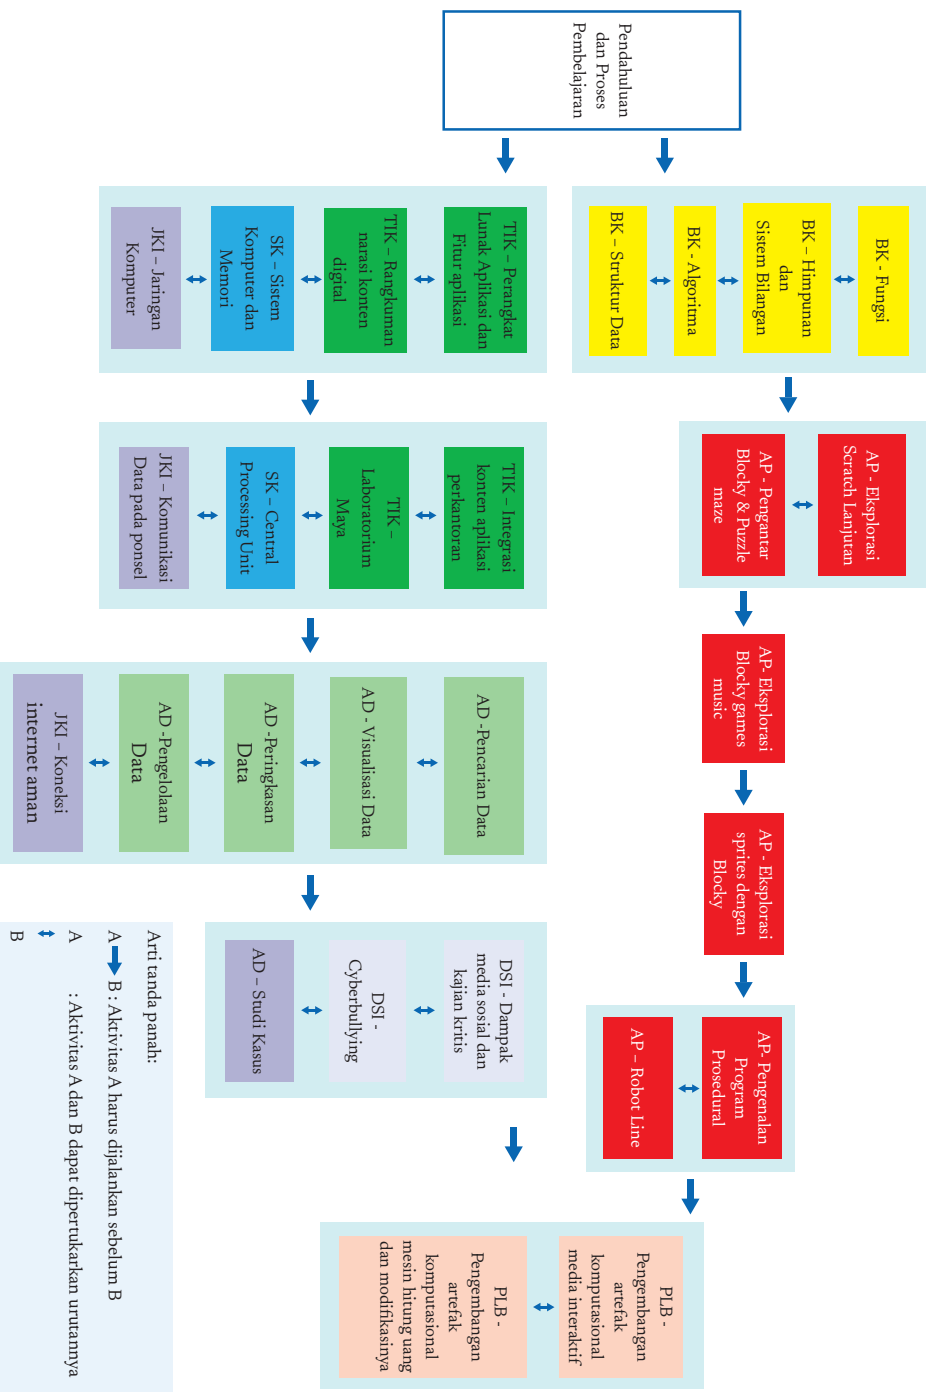 Pendahuluan
dan Proses
Pembelajaran
BK - Fungsi
BK – Himpunan
dan
Sistem Bilangan
BK - Algoritma
BK – Struktur Data
AP - Eksplorasi
Scratch Lanjutan
AP - Pengantar
Blocky & Puzzle
maze
AP- Eksplorasi
Blocky games
music
AP - Eksplorasi
sprites dengan
Blocky
AP- Pengenalan
Program
Prosedural
AP – Robot Line
TIK – Perangkat
Lunak Aplikasi dan
Fitur aplikasi
TIK – Rangkuman
narasi konten
digital
SK – Sistem
Komputer dan
Memori
JKI – Jaringan
Komputer
TIK – Integrasi
konten aplikasi
perkantoran
TIK –
Laboratorium
Maya
SK – Central
Processing Unit
JKI – Komunikasi
Data pada ponsel
AD -Pencarian Data
AD - Visualisasi Data
AD -Peringkasan
Data
AD -Pengelolaan
Data
JKI – Koneksi
internet aman
DSI - Dampak
media sosial dan
kajian kritis
DSI -
Cyberbullying
AD – Studi Kasus
PLB -
Pengembangan
artefak
komputasional
media interaktif
PLB -
Pengembangan
artefak
komputasional
mesin hitung uang
dan modifikasinya
Arti tanda panah:
A B : Aktivitas A harus dijalankan sebelum B
A : Aktivitas A dan B dapat dipertukarkan urutannya
B